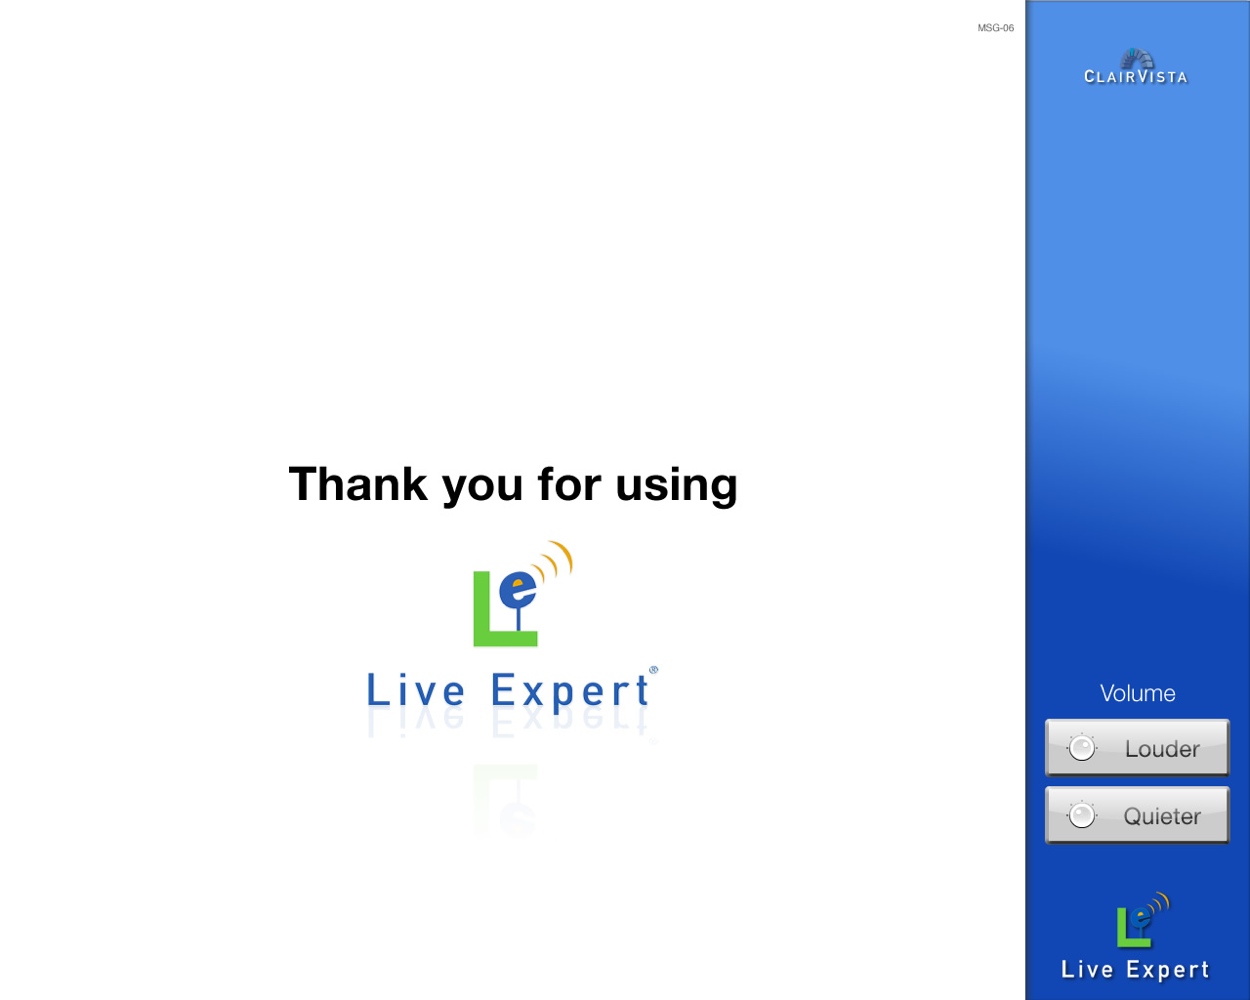 MSG-06
CLAIRVISTA
Thank you for using
Le
Live Expert®
Volume
Louder
Quieter
Le
Live Expert